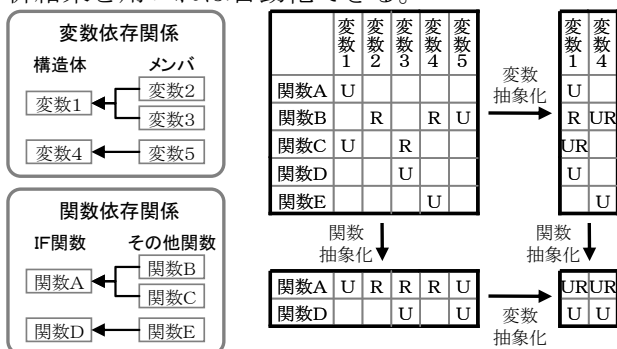 結果を用いれば自動化できる。
変数依存関係
構造体 メンバ
変数1 変数2
変数3
変数4 変数5
関数依存関係
IF関数 その他関数
関数A 関数B
関数C
関数D 関数E
変数1 変数2 変数3 変数4 変数5
関数A U
関数B R R U
関数C U R
関数D U
関数E U
変数
抽象化
変数1 変数4
U
R UR
UR
U
U
関数
抽象化
関数
抽象化
関数A U R R R U
関数D U U
変数
抽象化
UR UR
U U